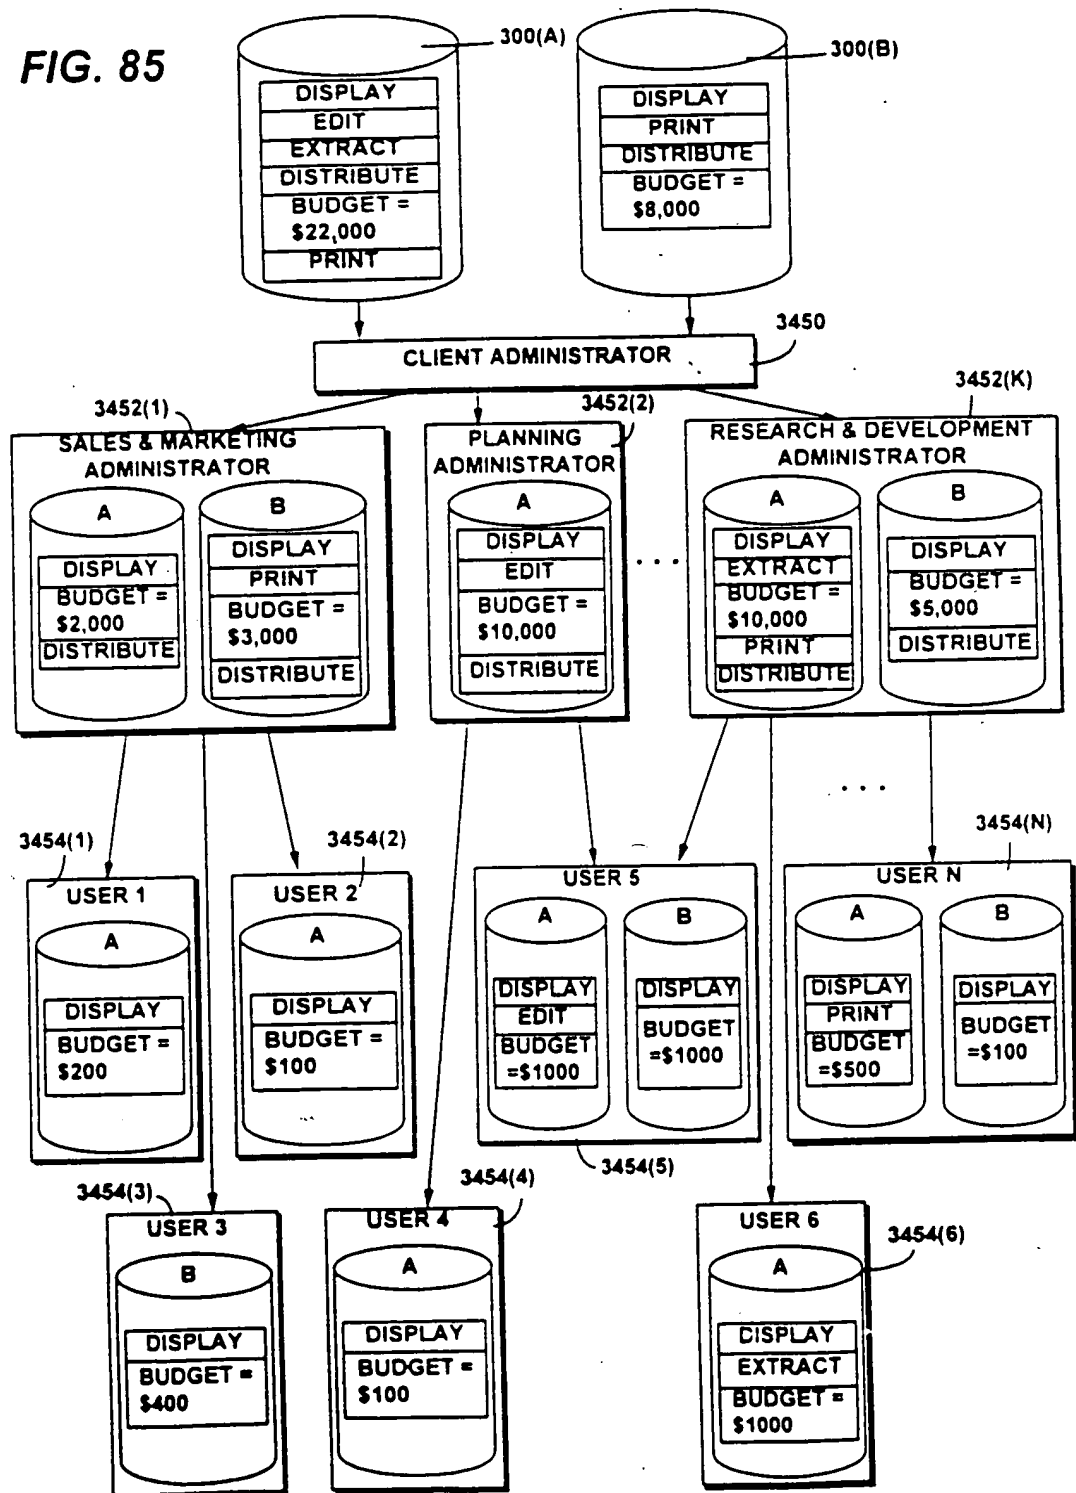 FIG. 85
300(A)
DISPLAY
EDIT
EXTRACT
DISTRIBUTE
BUDGET =
$22,000
PRINT
300(B)
DISPLAY
PRINT
DISTRIBUTE
BUDGET =
$8,000
CLIENT ADMINISTRATOR
3450
3452(1)
SALES & MARKETING
ADMINISTRATOR
A
DISPLAY
BUDGET =
$2,000
DISTRIBUTE
B
DISPLAY
PRINT
BUDGET =
$3,000
DISTRIBUTE
3452(2)
PLANNING
ADMINISTRATOR
A
DISPLAY
EDIT
BUDGET =
$10,000
DISTRIBUTE
. . .
3452(K)
RESEARCH & DEVELOPMENT
ADMINISTRATOR
A
DISPLAY
EXTRACT
BUDGET =
$10,000
PRINT
DISTRIBUTE
B
DISPLAY
BUDGET =
$5,000
DISTRIBUTE
. . .
3454(1)
USER 1
A
DISPLAY
BUDGET =
$200
3454(2)
USER 2
A
DISPLAY
BUDGET =
$100
USER 5
A
DISPLAY
EDIT
BUDGET
=$1000
B
DISPLAY
BUDGET
=$1000
3454(5)
3454(N)
USER N
A
DISPLAY
PRINT
BUDGET
=$500
B
DISPLAY
BUDGET
=$100
3454(3)
USER 3
B
DISPLAY
BUDGET =
$400
3454(4)
USER 4
A
DISPLAY
BUDGET =
$100
3454(6)
USER 6
A
DISPLAY
EXTRACT
BUDGET =
$1000